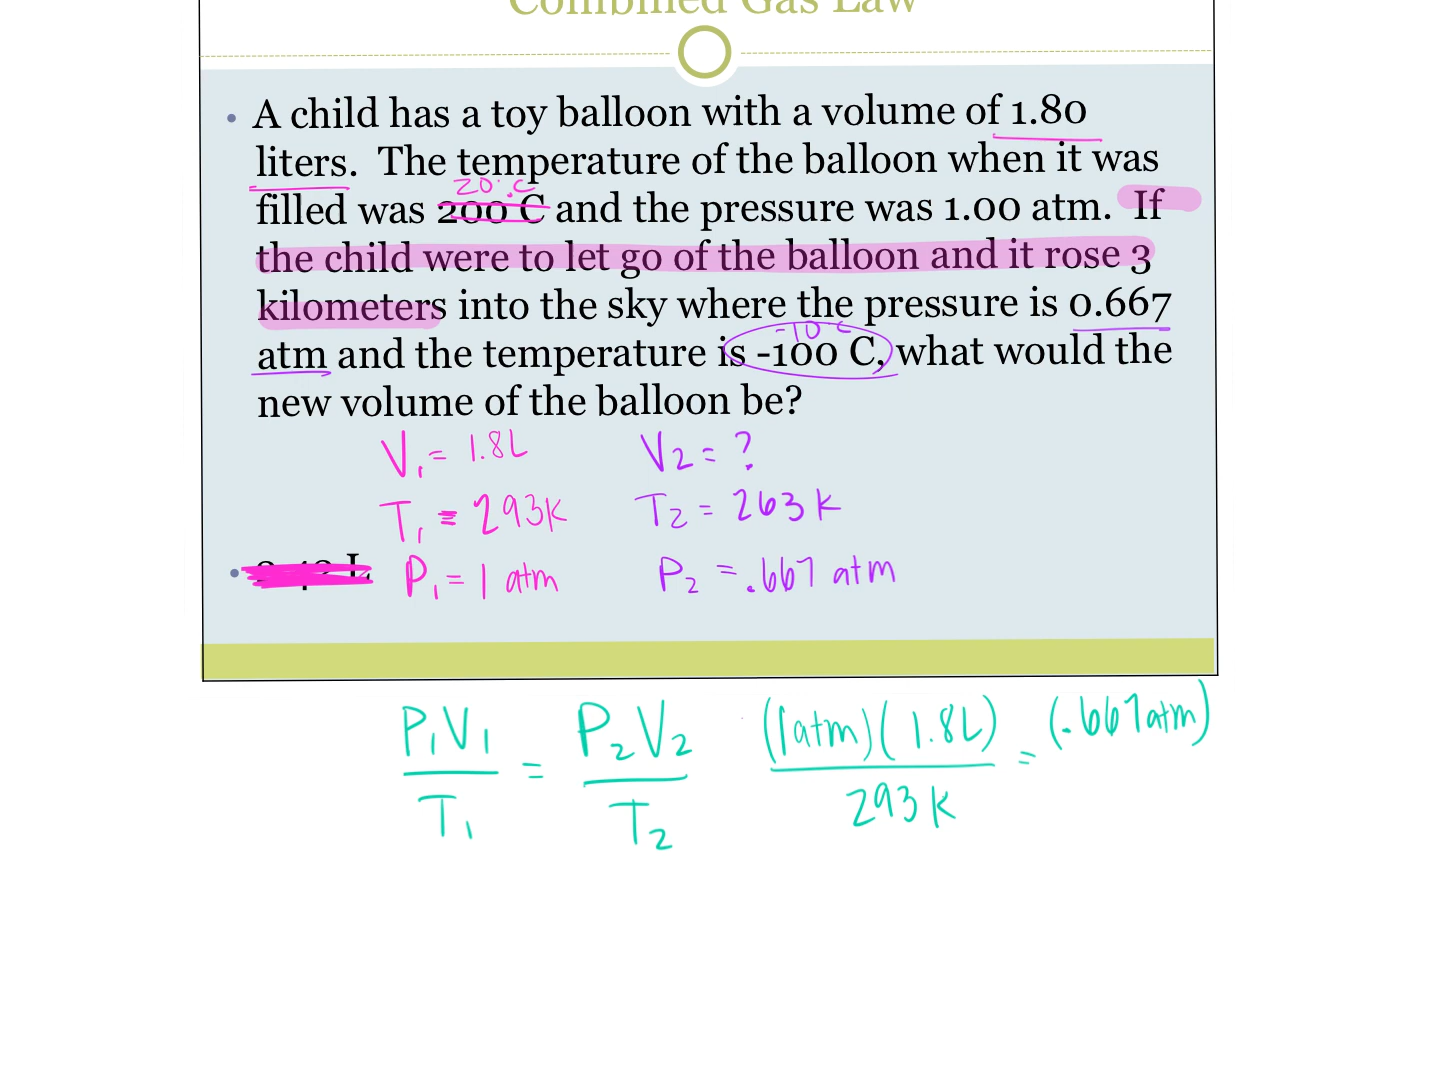 Combined Gas Law
• A child has a toy balloon with a volume of 1.80
liters. The temperature of the balloon when it was
20°C
filled was 200 C and the pressure was 1.00 atm. If
the child were to let go of the balloon and it rose 3
kilometers into the sky where the pressure is 0.667
-10°C
atm and the temperature is -100 C, what would the
new volume of the balloon be?
V₁ = 1.8L V₂ = ?
T₁ = 293K T₂ = 263 K
• L P₁ = 1 atm P₂ = .667 atm
P₁V₁ = P₂V₂ (1atm)(1.8L) = (.667atm)
T₁ T₂ 293 K